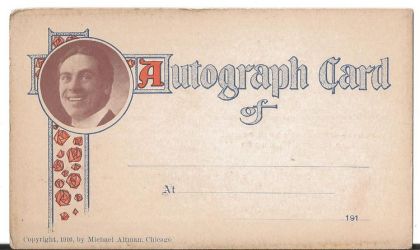 Autograph Card
of
At
191
Copyright, 1910, by Michael Altman, Chicago